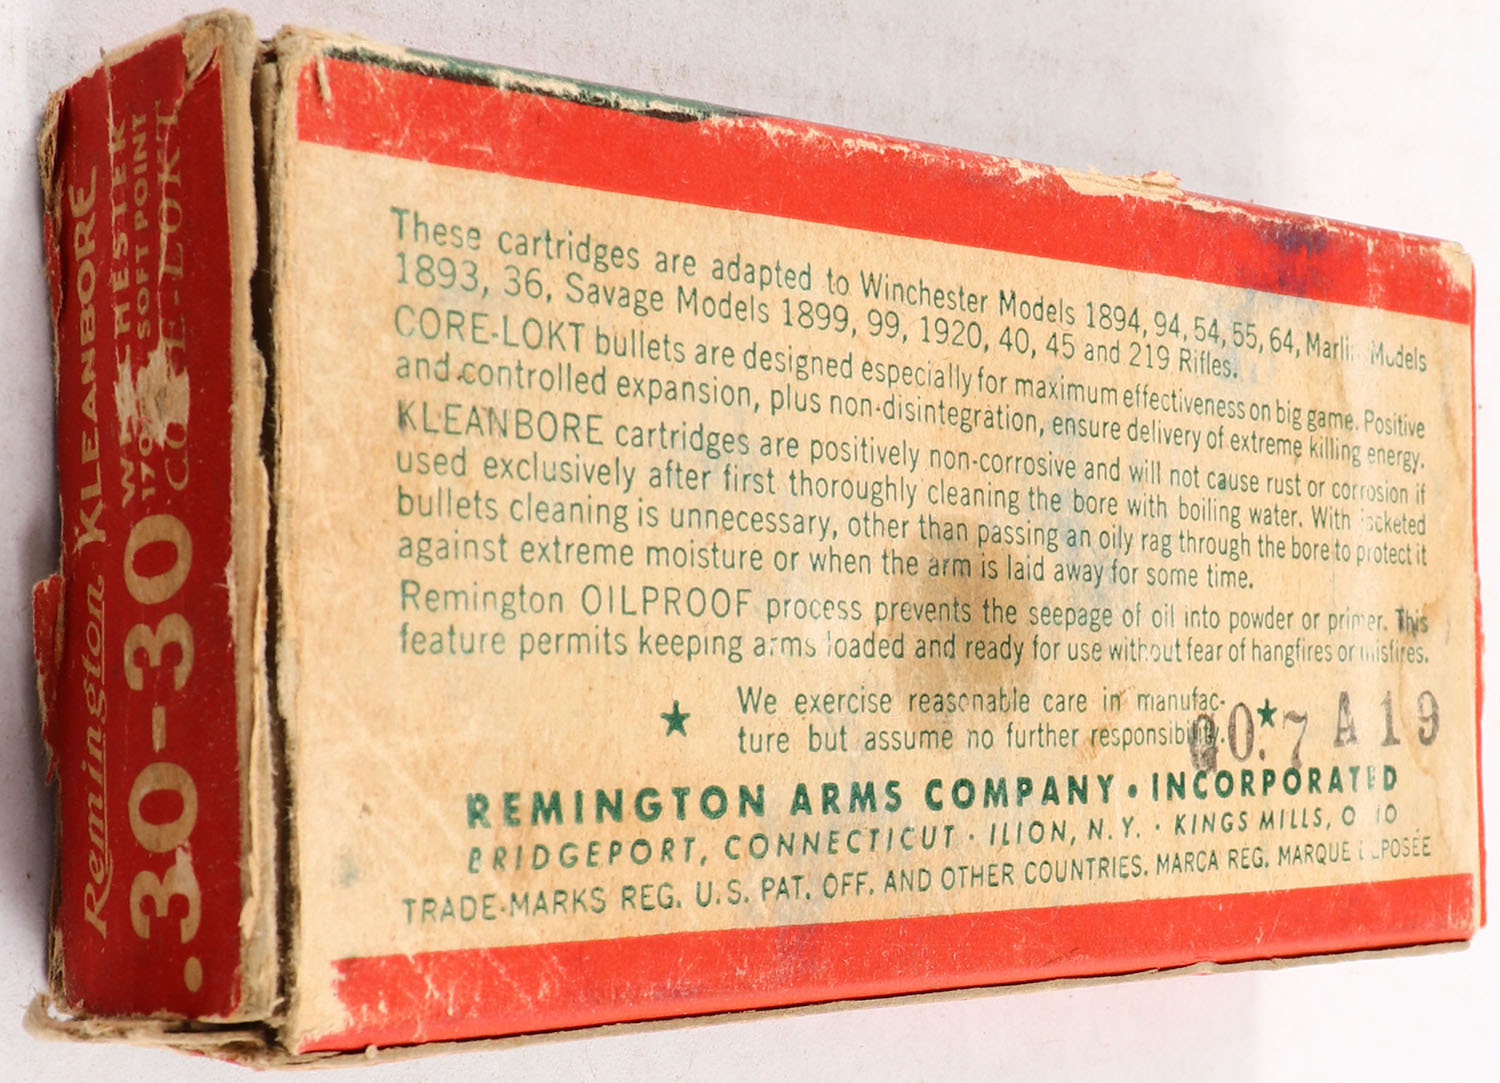 Remington KLEANBORE
.30-30 W
HESTER
170 SOFT POINT
These cartridges are adapted to Winchester Models 1894, 94, 54, 55, 64, Marlin Models
1893, 36, Savage Models 1899, 99, 1920, 40, 45 and 219 Rifles.
CORE-LOKT bullets are designed especially for maximum effectiveness on big game. Positive
and controlled expansion, plus non-disintegration, ensure delivery of extreme killing energy.
KLEANBORE cartridges are positively non-corrosive and will not cause rust or corrosion if
used exclusively after first thoroughly cleaning the bore with boiling water. With jacketed
bullets cleaning is unnecessary, other than passing an oily rag through the bore to protect it
against extreme moisture or when the arm is laid away for some time.
Remington OILPROOF process prevents the seepage of oil into powder or primer. This
feature permits keeping arms loaded and ready for use without fear of hangfires or misfires.
★ We exercise reasonable care in manufac- ★
ture but assume no further responsibility.
0.7 A 19
REMINGTON ARMS COMPANY • INCORPORATED
BRIDGEPORT, CONNECTICUT · ILION, N.Y. · KINGS MILLS, OHIO
TRADE-MARKS REG. U.S. PAT. OFF. AND OTHER COUNTRIES. MARCA REG. MARQUE DEPOSÉE